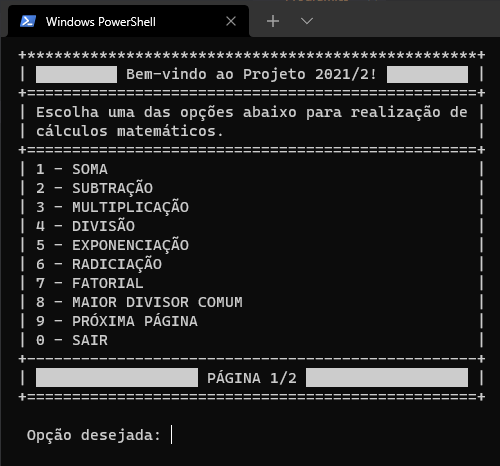 Windows PowerShell
Bem-vindo ao Projeto 2021/2!
Escolha uma das opções abaixo para realização de
cálculos matemáticos.
1 - SOMA
2 - SUBTRAÇÃO
3 - MULTIPLICAÇÃO
4 - DIVISÃO
5 - EXPONENCIAÇÃO
6 - RADICIAÇÃO
7 - FATORIAL
8 - MAIOR DIVISOR COMUM
9 - PRÓXIMA PÁGINA
0 - SAIR
PÁGINA 1/2
Opção desejada: